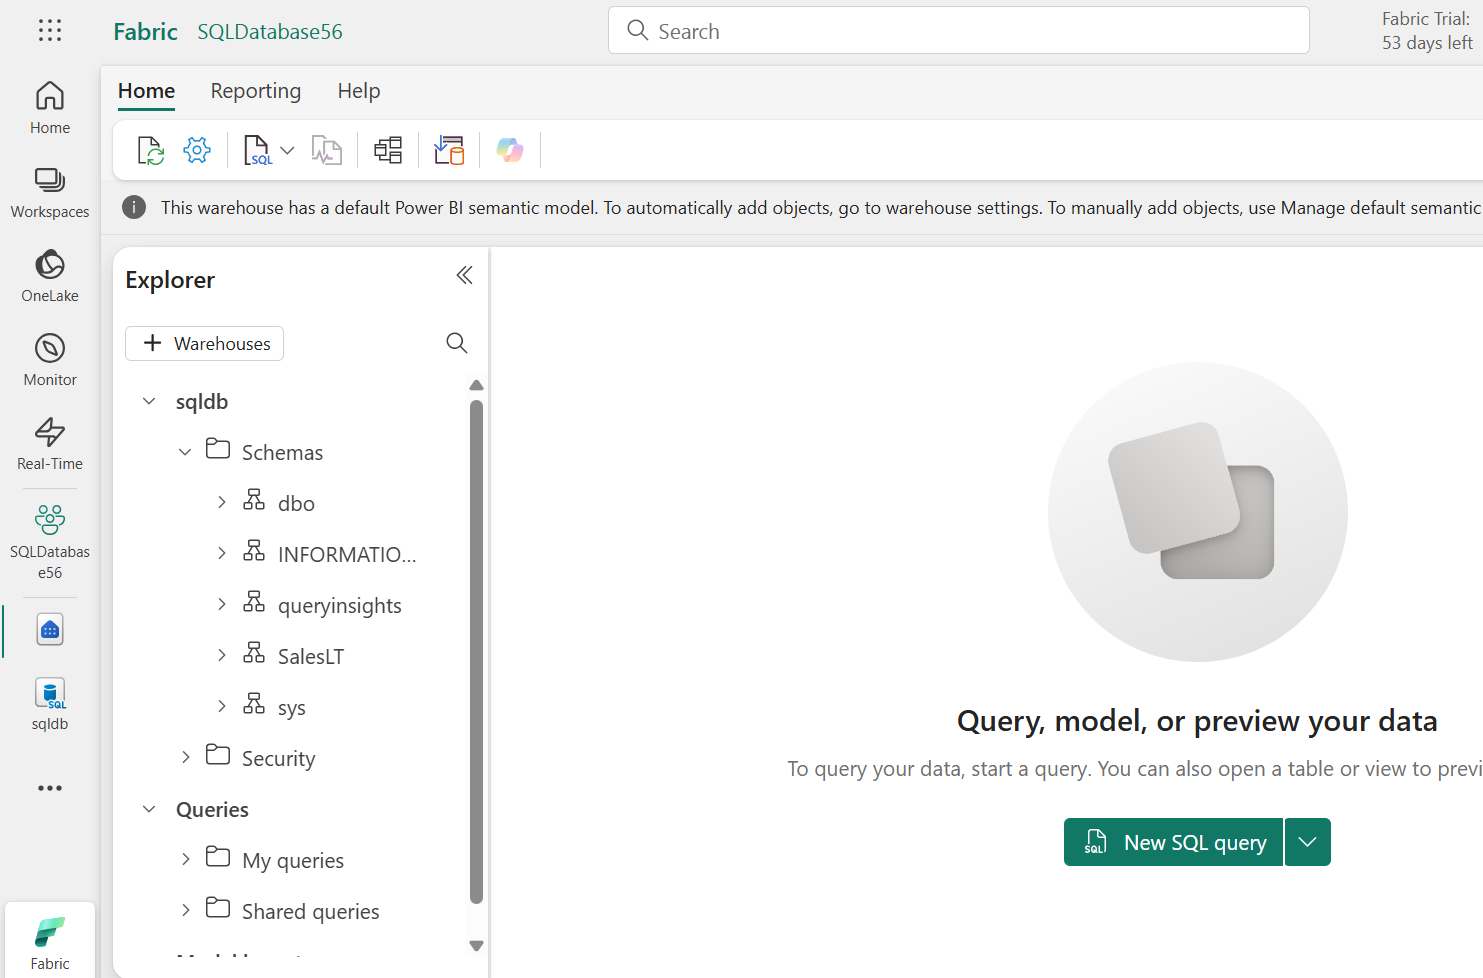 Fabric SQLDatabase56
Search
Fabric Trial:
53 days left
Home
Workspaces
OneLake
Monitor
Real-Time
SQLDatabas
e56
sqldb
Fabric
Home Reporting Help
SQL
This warehouse has a default Power BI semantic model. To automatically add objects, go to warehouse settings. To manually add objects, use Manage default semantic
Explorer
Warehouses
sqldb
Schemas
dbo
INFORMATIO...
queryinsights
SalesLT
sys
Security
Queries
My queries
Shared queries
Query, model, or preview your data
To query your data, start a query. You can also open a table or view to previ
SQL New SQL query